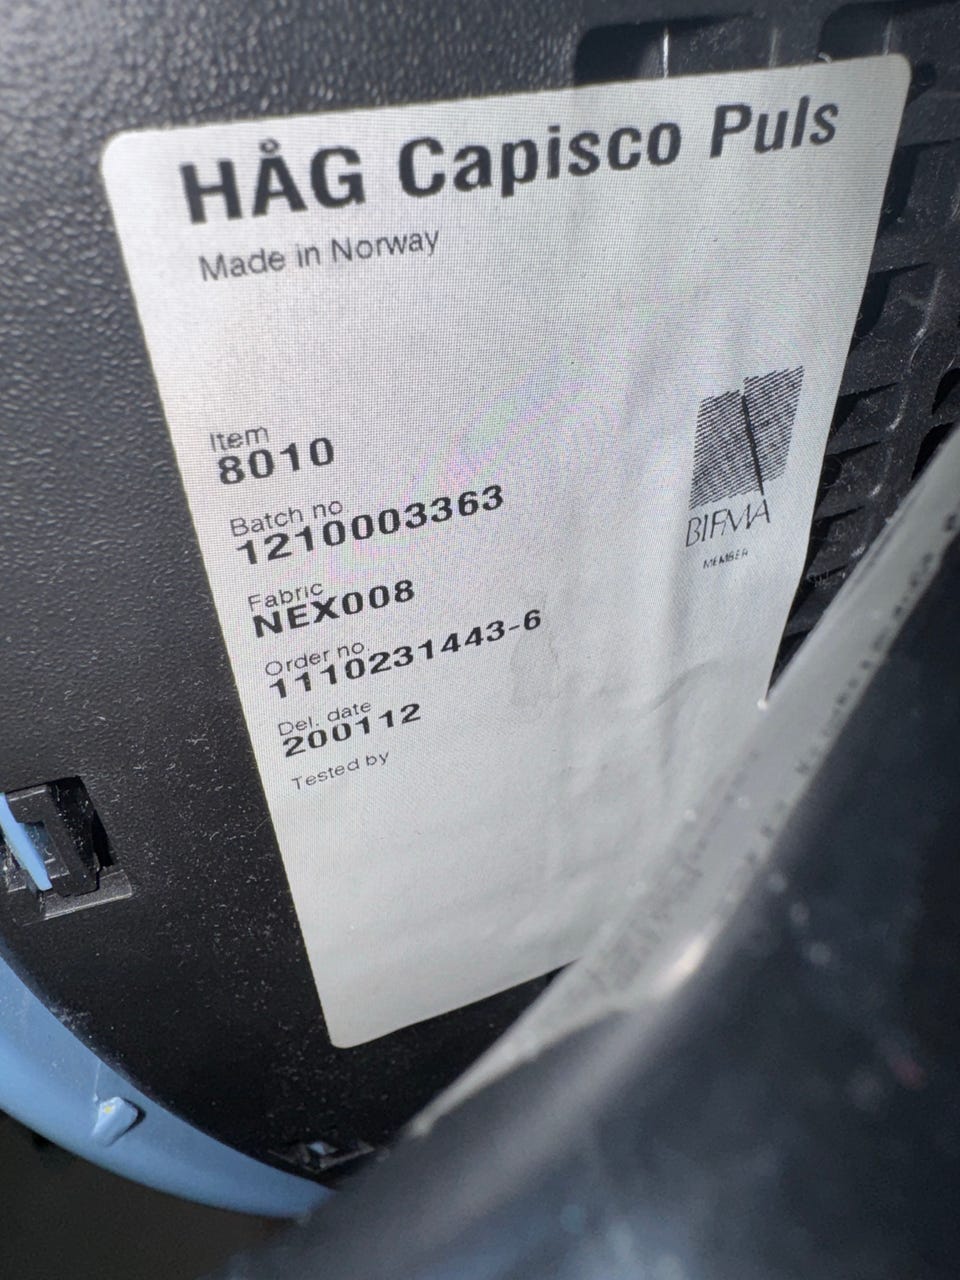 HÅG Capisco Puls
Made in Norway
Item
8010
Batch no
1210003363
Fabric
NEX008
Order no.
1110231443-6
Del. date
200112
Tested by
BIFMA
MEMBER